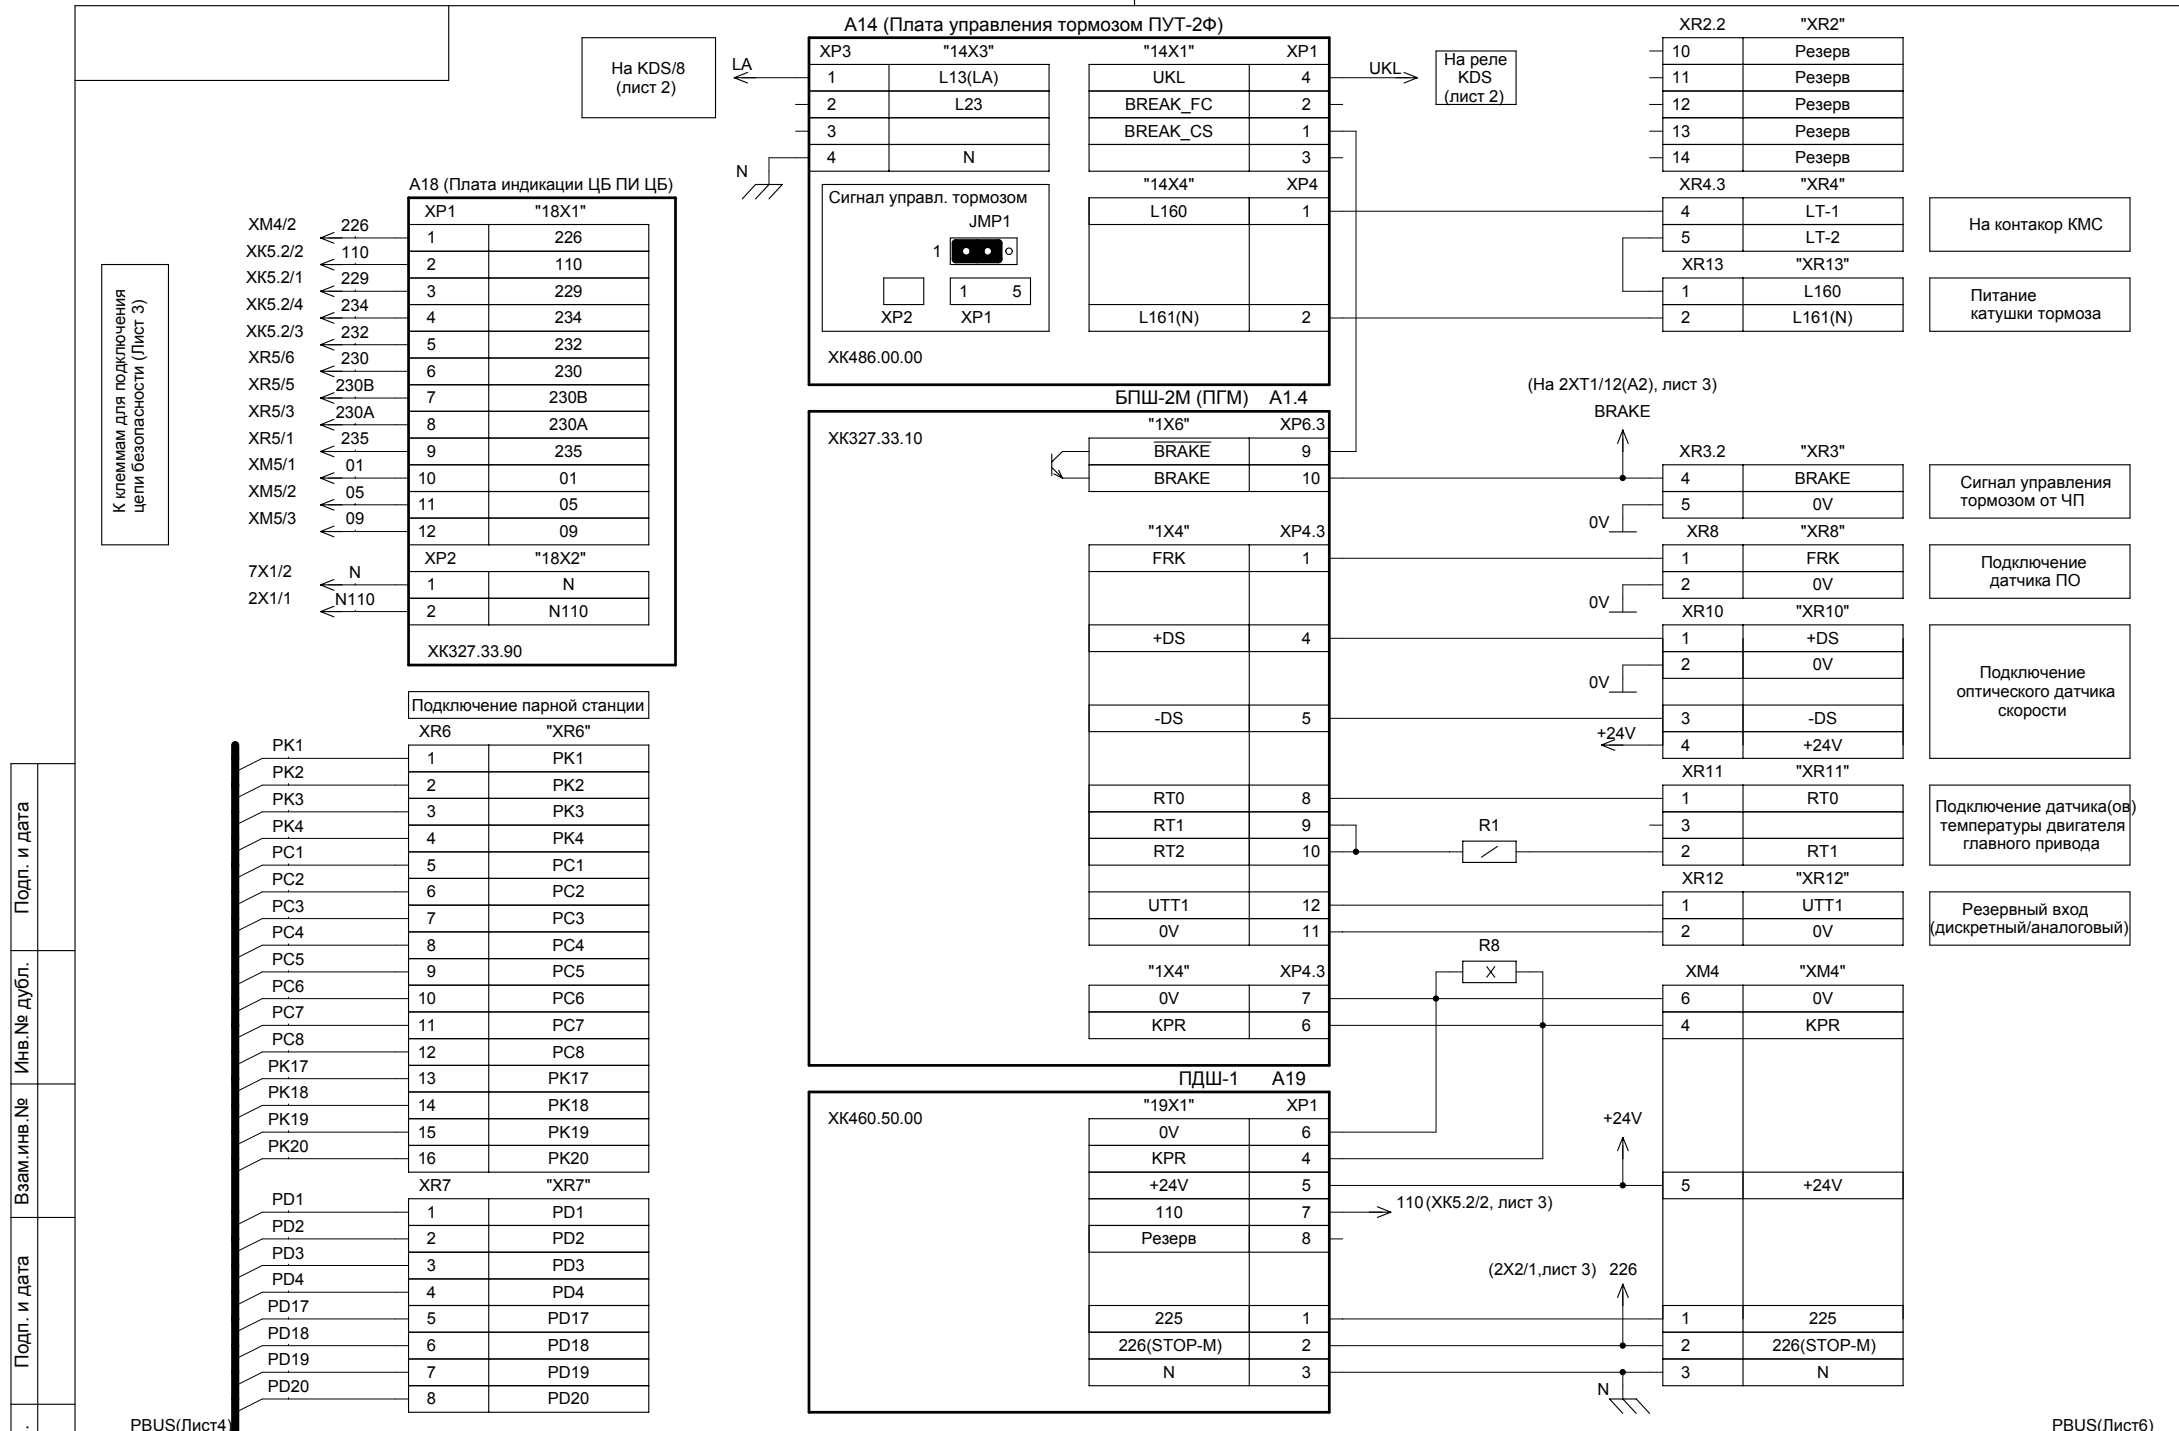 А14 (Плата управления тормозом ПУТ-2Ф)
На KDS/8
(лист 2)
LA
XP3 "14X3" "14X1" XP1
1 L13(LA) UKL 4
2 L23 BREAK_FC 2
3 BREAK_CS 1
4 N 3
N
UKL
На реле
KDS
(лист 2)
Сигнал управл. тормозом
JMP1
1
1 5
XP2 XP1
"14X4" XP4
L160 1
L161(N) 2
ХК486.00.00
XR2.2 "XR2"
10 Резерв
11 Резерв
12 Резерв
13 Резерв
14 Резерв
XR4.3 "XR4"
4 LT-1
5 LT-2
На контакор КМС
XR13 "XR13"
1 L160
2 L161(N)
Питание
катушки тормоза
К клеммам для подключения
цепи безопасности (Лист 3)
А18 (Плата индикации ЦБ ПИ ЦБ)
XP1 "18X1"
XM4/2 226 1 226
XK5.2/2 110 2 110
XK5.2/1 229 3 229
XK5.2/4 234 4 234
XK5.2/3 232 5 232
XR5/6 230 6 230
XR5/5 230B 7 230B
XR5/3 230A 8 230A
XR5/1 235 9 235
XM5/1 01 10 01
XM5/2 05 11 05
XM5/3 09 12 09
XP2 "18X2"
7X1/2 N 1 N
2X1/1 N110 2 N110
ХК327.33.90
БПШ-2М (ПГМ) А1.4
ХК327.33.10
"1X6" XP6.3
BRAKE 9
BRAKE 10
"1X4" XP4.3
FRK 1
+DS 4
-DS 5
RT0 8
RT1 9
RT2 10
UTT1 12
0V 11
"1X4" XP4.3
0V 7
KPR 6
R1
R8
X
(На 2XT1/12(A2), лист 3)
BRAKE
XR3.2 "XR3"
4 BRAKE
5 0V
0V
Сигнал управления
тормозом от ЧП
XR8 "XR8"
1 FRK
2 0V
0V
Подключение
датчика ПО
XR10 "XR10"
1 +DS
2 0V
0V
3 -DS
4 +24V
+24V
Подключение
оптического датчика
скорости
XR11 "XR11"
1 RT0
3
2 RT1
Подключение датчика(ов)
температуры двигателя
главного привода
XR12 "XR12"
1 UTT1
2 0V
Резервный вход
(дискретный/аналоговый)
XM4 "XM4"
6 0V
4 KPR
5 +24V
1 225
2 226(STOP-M)
3 N
ПДШ-1 А19
ХК460.50.00
"19X1" XP1
0V 6
KPR 4
+24V 5
110 7
Резерв 8
225 1
226(STOP-M) 2
N 3
+24V
110 (XK5.2/2, лист 3)
(2X2/1,лист 3) 226
N
Подключение парной станции
XR6 "XR6"
PK1 1 PK1
PK2 2 PK2
PK3 3 PK3
PK4 4 PK4
PC1 5 PC1
PC2 6 PC2
PC3 7 PC3
PC4 8 PC4
PC5 9 PC5
PC6 10 PC6
PC7 11 PC7
PC8 12 PC8
PK17 13 PK17
PK18 14 PK18
PK19 15 PK19
PK20 16 PK20
XR7 "XR7"
PD1 1 PD1
PD2 2 PD2
PD3 3 PD3
PD4 4 PD4
PD17 5 PD17
PD18 6 PD18
PD19 7 PD19
PD20 8 PD20
Подп. и дата
Инв.№ дубл.
Взам.инв.№
Подп. и дата
PBUS(Лист4)
PBUS(Лист6)